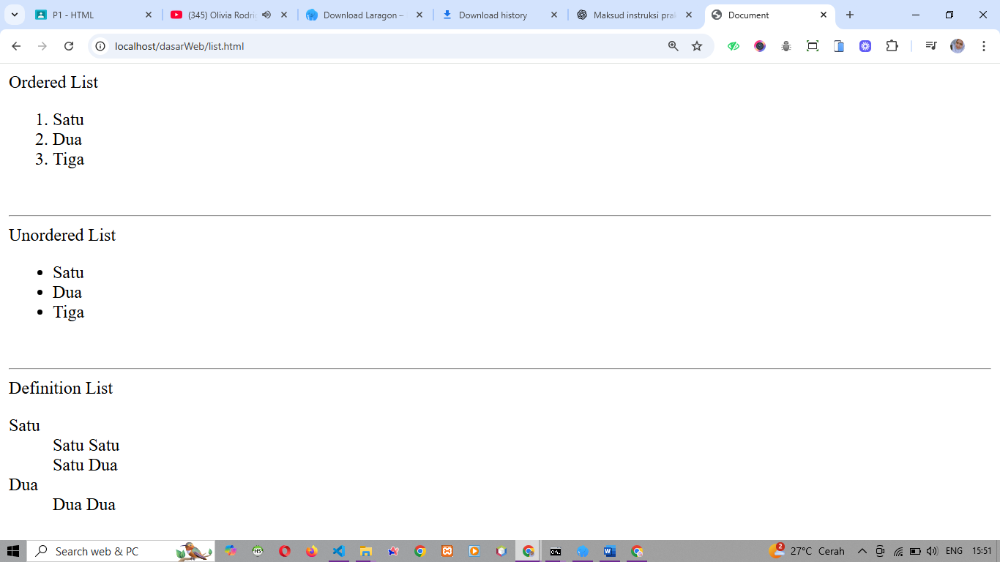 P1 - HTML
(345) Olivia Rodri
Download Laragon –
Download history
Maksud instruksi pra
Document
localhost/dasarWeb/list.html
Ordered List
1. Satu
2. Dua
3. Tiga
Unordered List
• Satu
• Dua
• Tiga
Definition List
Satu
Satu Satu
Satu Dua
Dua
Dua Dua
Search web & PC
HS
C:\.
2
27°C Cerah
ENG
15:51